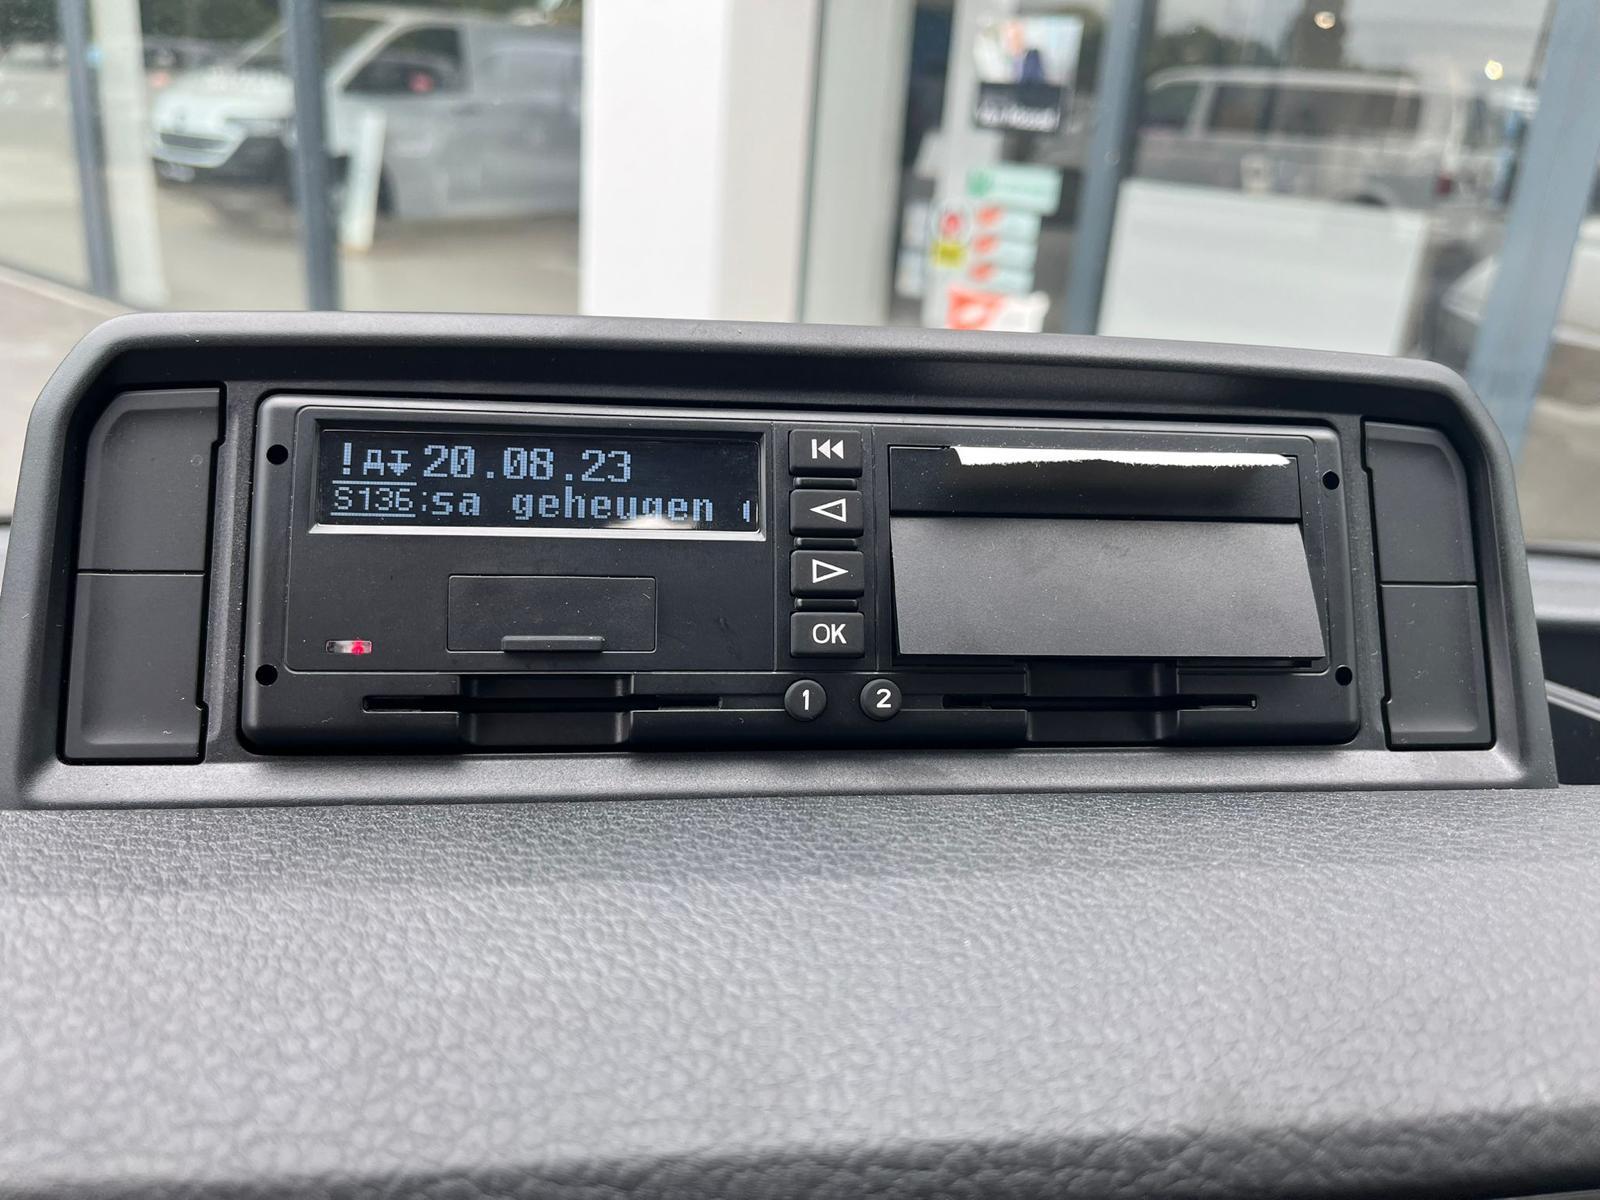 ! 20.08.23
S136:sa geheugen
OK
1 2